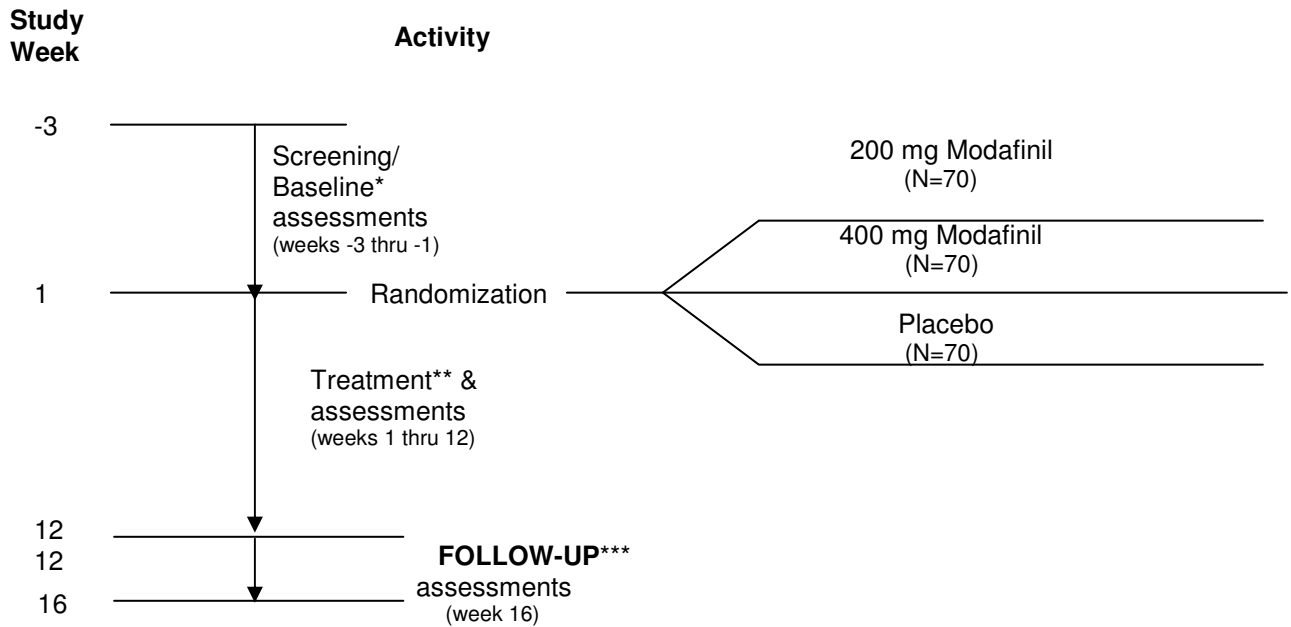 Study
Week
Activity
-3
Screening/
Baseline*
assessments
(weeks -3 thru -1)
200 mg Modafinil
(N=70)
400 mg Modafinil
(N=70)
1
Randomization
Placebo
(N=70)
Treatment** &
assessments
(weeks 1 thru 12)
12
12
FOLLOW-UP***
assessments
16
(week 16)